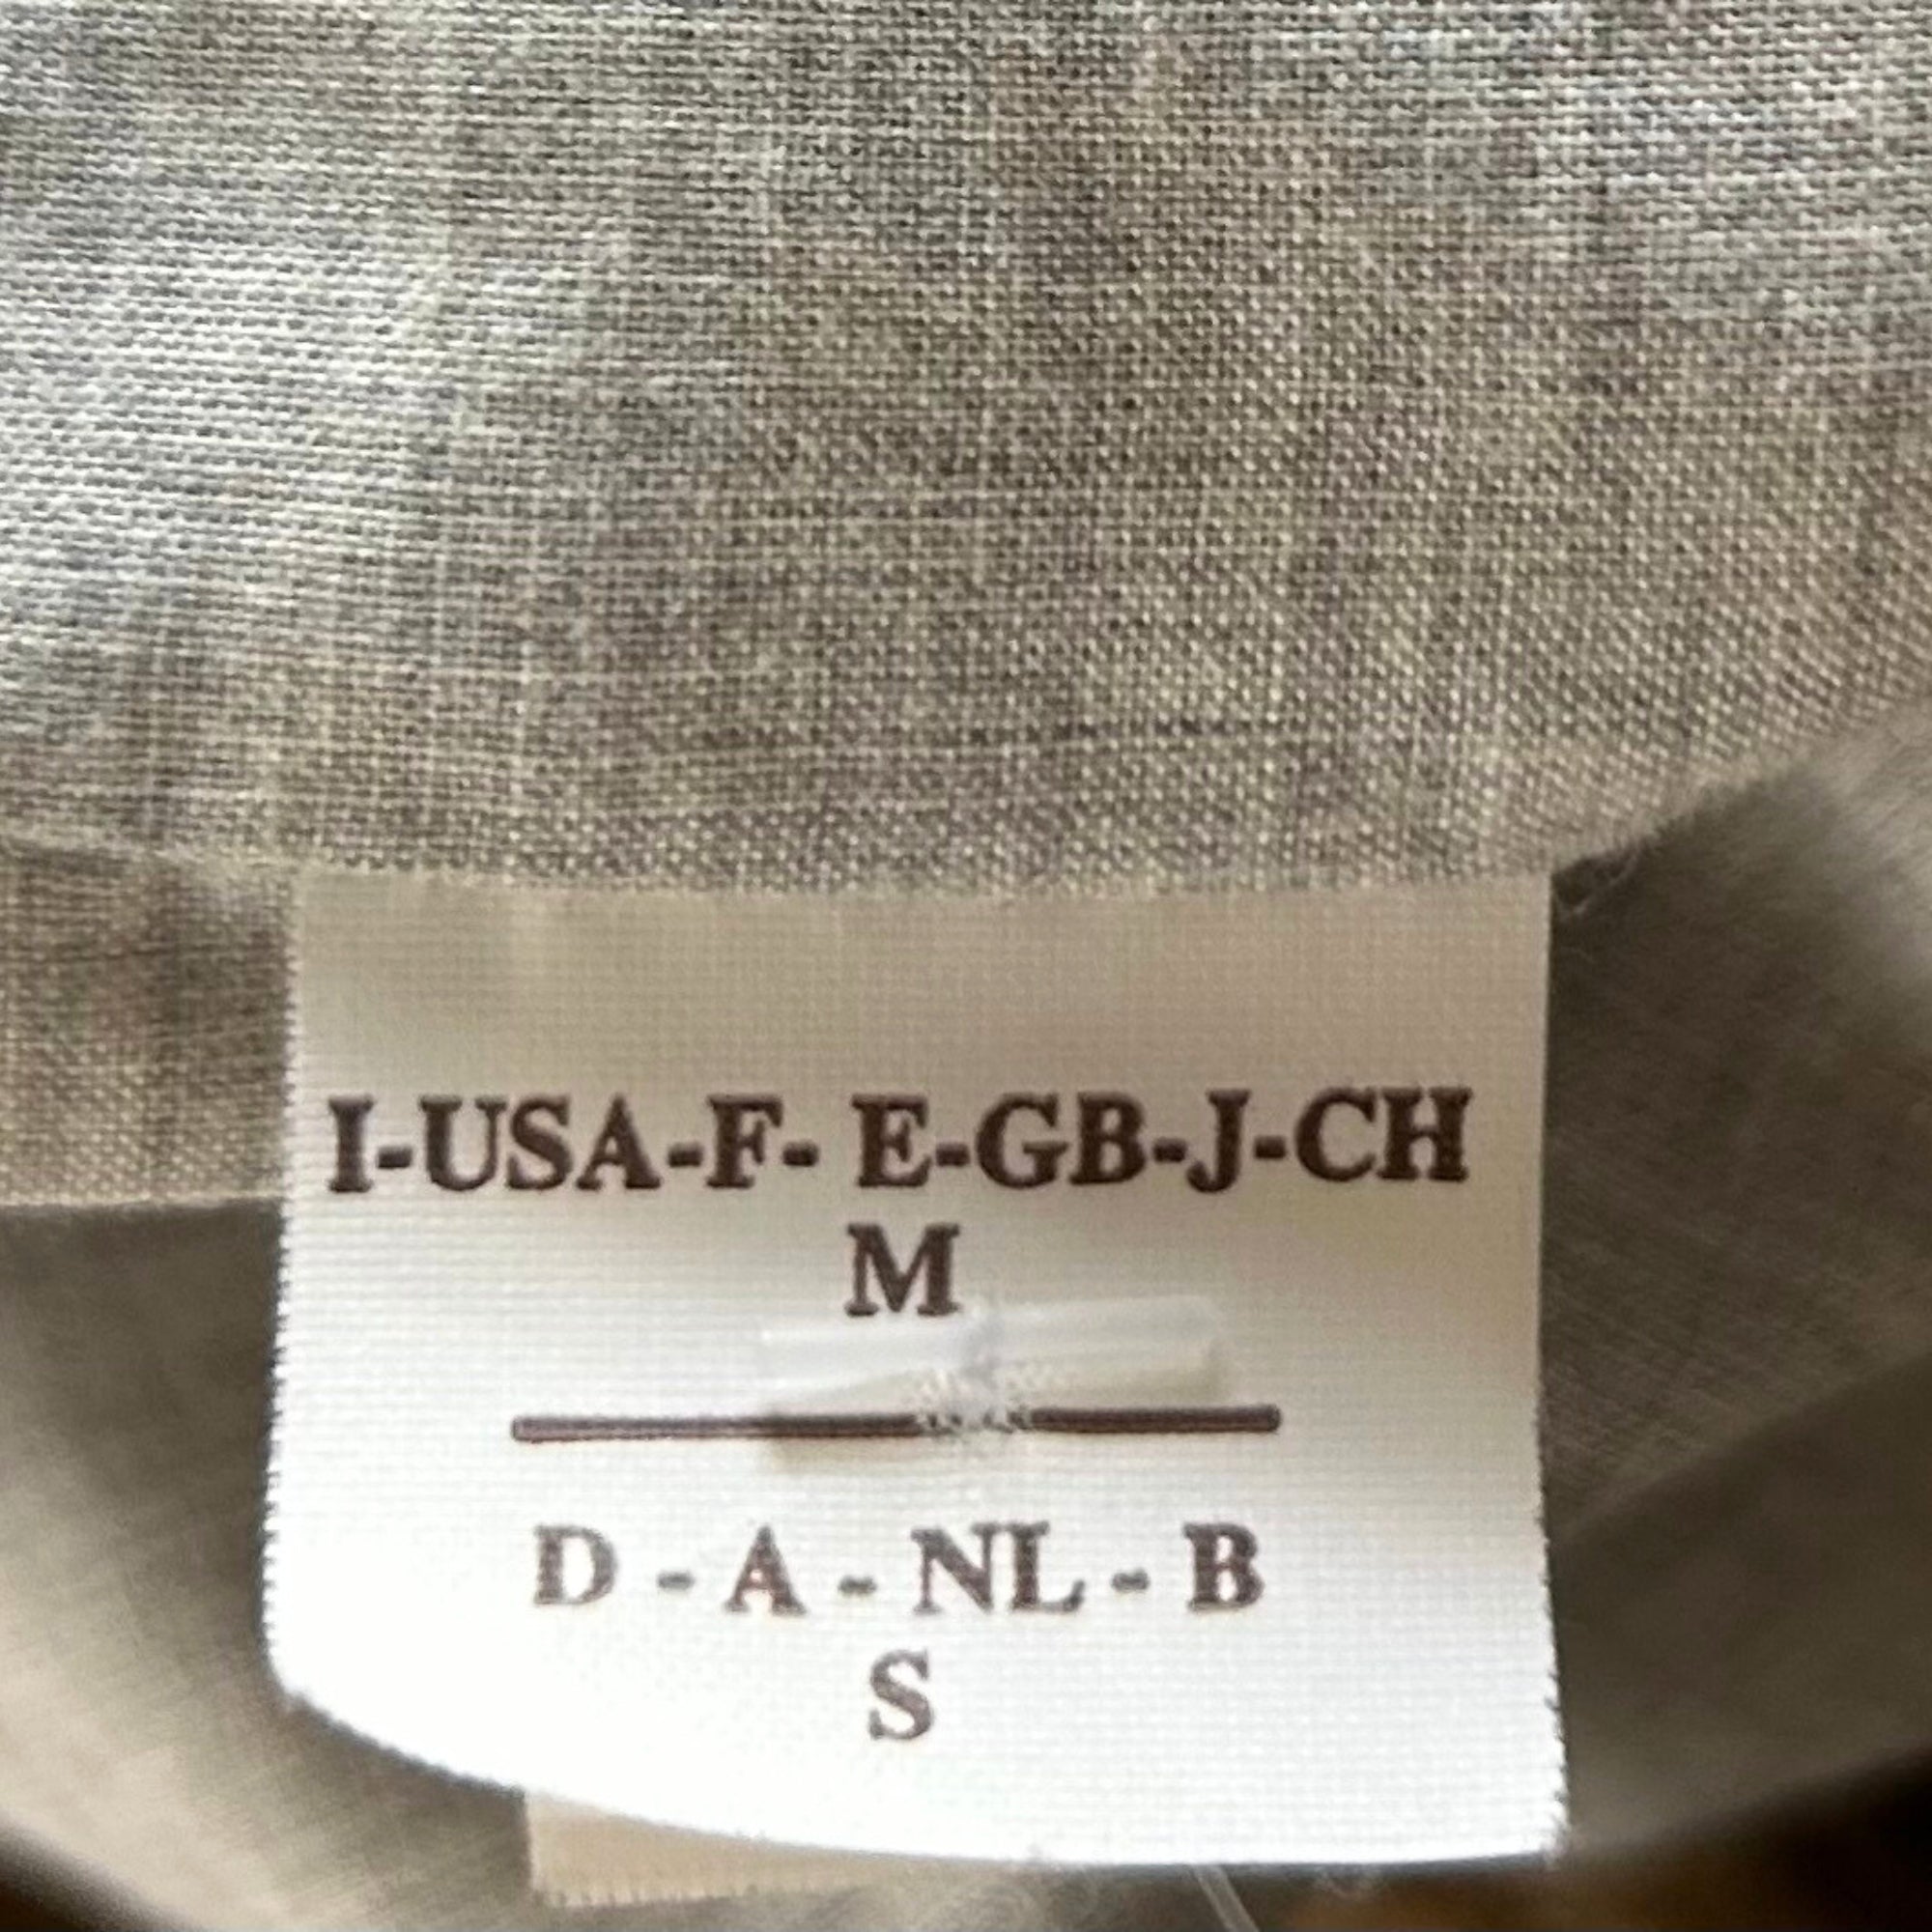 I-USA-F- E-GB-J-CH
M
D - A - NL - B
S